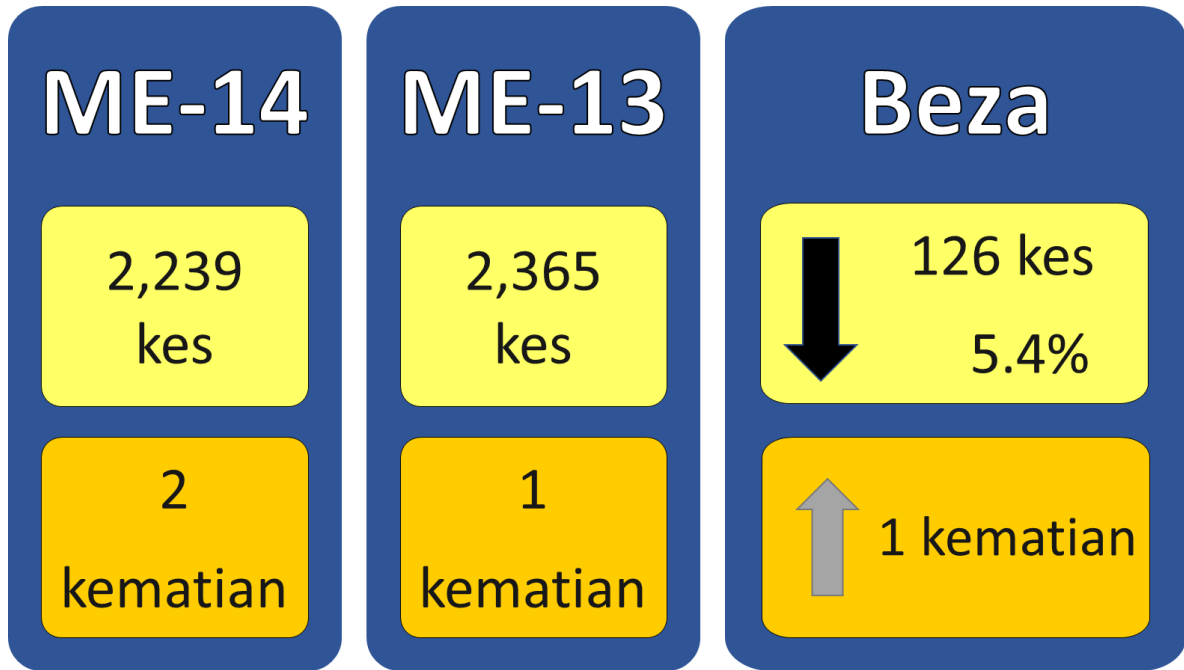 ME-14
2,239
kes
2
kematian
ME-13
2,365
kes
1
kematian
Beza
126 kes
5.4%
1 kematian